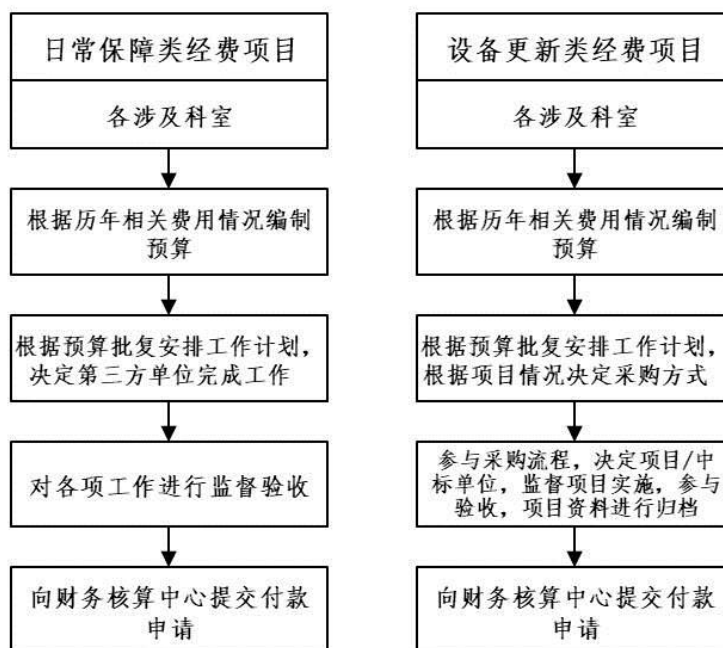 日常保障类经费项目
各涉及科室
根据历年相关费用情况编制
预算
根据预算批复安排工作计划，
决定第三方单位完成工作
对各项工作进行监督验收
向财务核算中心提交付款
申请
设备更新类经费项目
各涉及科室
根据历年相关费用情况编制
预算
根据预算批复安排工作计划，
根据项目情况决定采购方式
参与采购流程，决定项目/中
标单位，监督项目实施，参与
验收，项目资料进行归档
向财务核算中心提交付款
申请